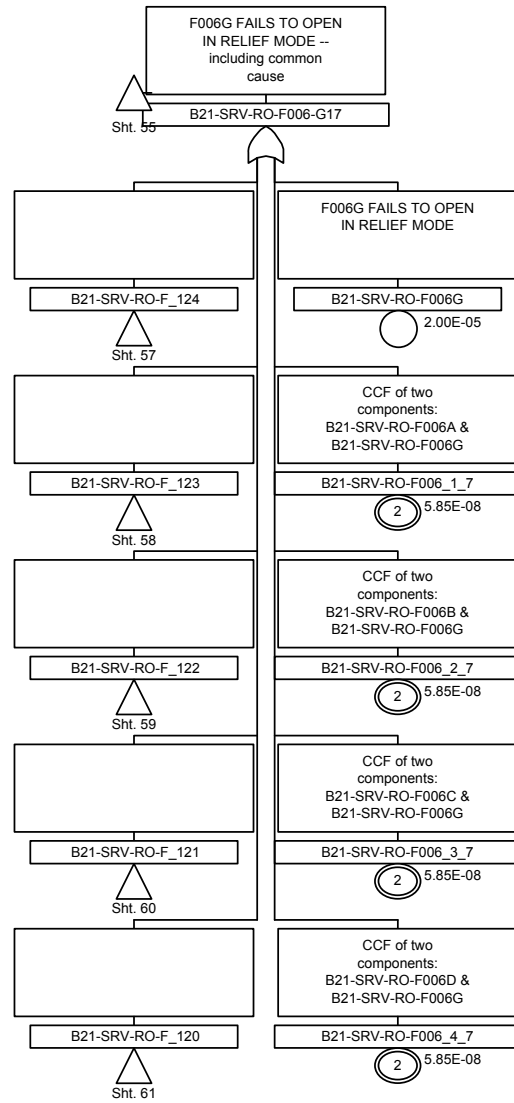 F006G FAILS TO OPEN
IN RELIEF MODE --
including common
cause
Sht. 55
B21-SRV-RO-F006-G17
F006G FAILS TO OPEN
IN RELIEF MODE
B21-SRV-RO-F_124
B21-SRV-RO-F006G
Sht. 57
2.00E-05
CCF of two
components:
B21-SRV-RO-F006A &
B21-SRV-RO-F006G
B21-SRV-RO-F_123
B21-SRV-RO-F006_1_7
Sht. 58
2
5.85E-08
CCF of two
components:
B21-SRV-RO-F006B &
B21-SRV-RO-F006G
B21-SRV-RO-F_122
B21-SRV-RO-F006_2_7
Sht. 59
2
5.85E-08
CCF of two
components:
B21-SRV-RO-F006C &
B21-SRV-RO-F006G
B21-SRV-RO-F_121
B21-SRV-RO-F006_3_7
Sht. 60
2
5.85E-08
CCF of two
components:
B21-SRV-RO-F006D &
B21-SRV-RO-F006G
B21-SRV-RO-F_120
B21-SRV-RO-F006_4_7
Sht. 61
2
5.85E-08